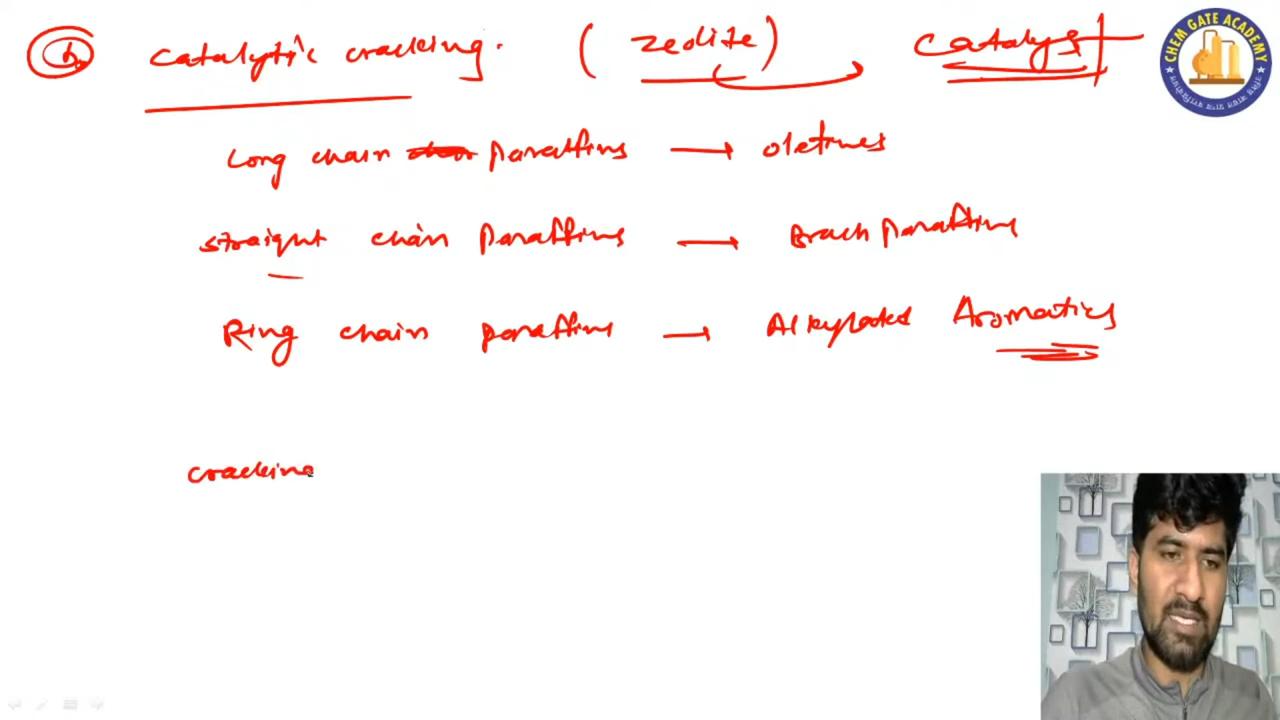 (b) Catalytic cracking. (Zeolite) Catalyst
Long chain paraffins → olefines
straight chain paraffins → Brach paraffins
Ring chain paraffins → Alkylated Aromatics
cracking
CHEM GATE ACADEMY